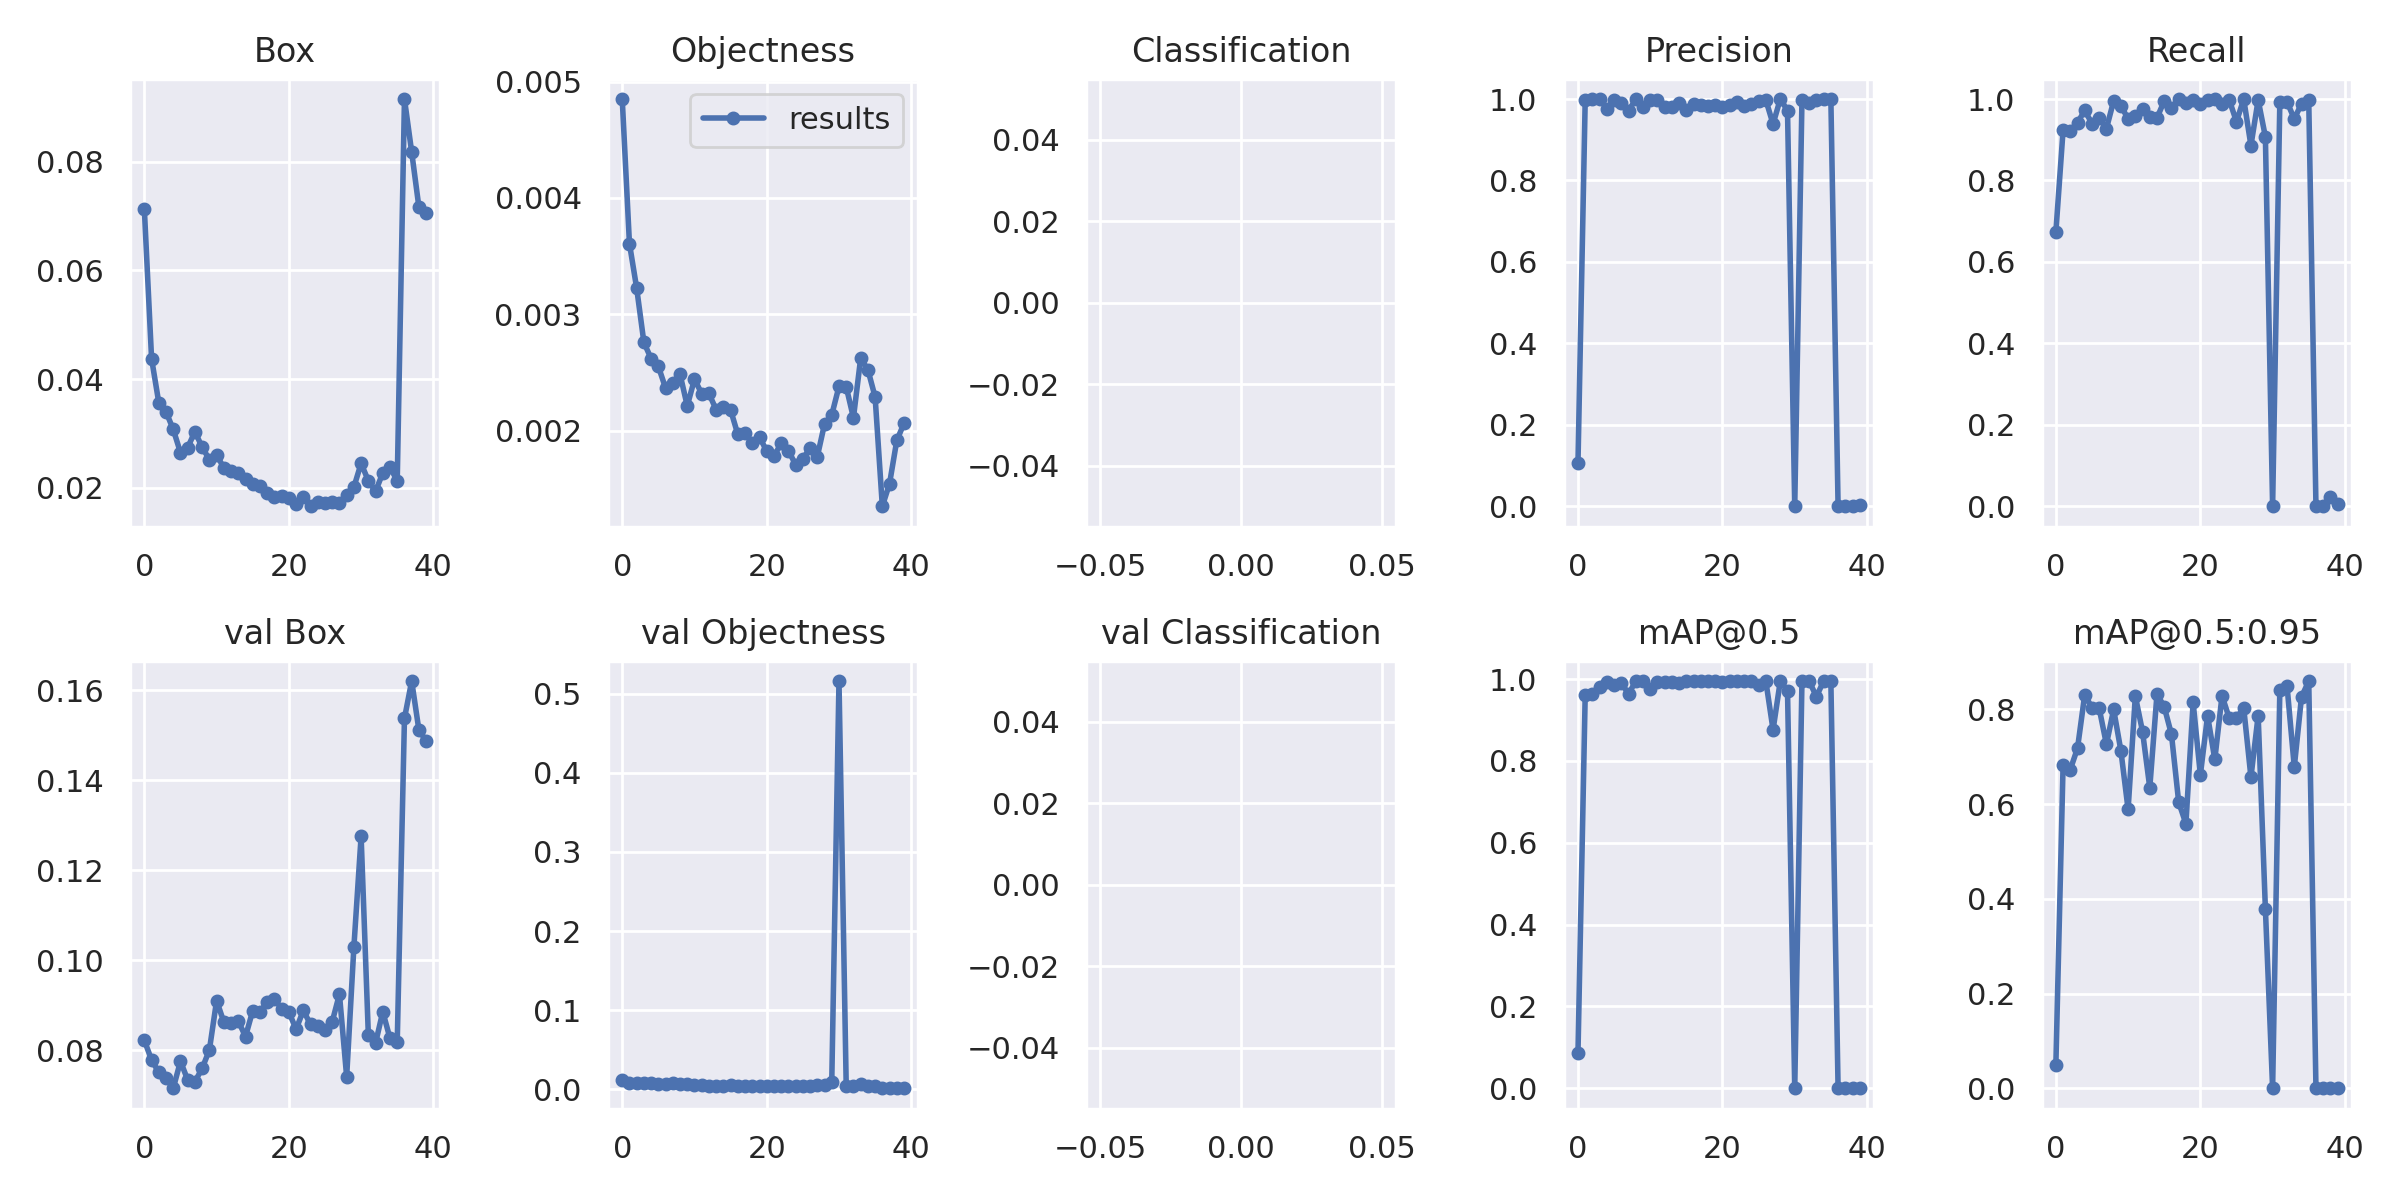 Box
0.08
0.06
0.04
0.02
0 20 40
Objectness
results
0.005
0.004
0.003
0.002
0 20 40
Classification
0.04
0.02
0.00
−0.02
−0.04
−0.05 0.00 0.05
Precision
1.0
0.8
0.6
0.4
0.2
0.0
0 20 40
Recall
1.0
0.8
0.6
0.4
0.2
0.0
0 20 40
val Box
0.16
0.14
0.12
0.10
0.08
0 20 40
val Objectness
0.5
0.4
0.3
0.2
0.1
0.0
0 20 40
val Classification
0.04
0.02
0.00
−0.02
−0.04
−0.05 0.00 0.05
mAP@0.5
1.0
0.8
0.6
0.4
0.2
0.0
0 20 40
mAP@0.5:0.95
0.8
0.6
0.4
0.2
0.0
0 20 40